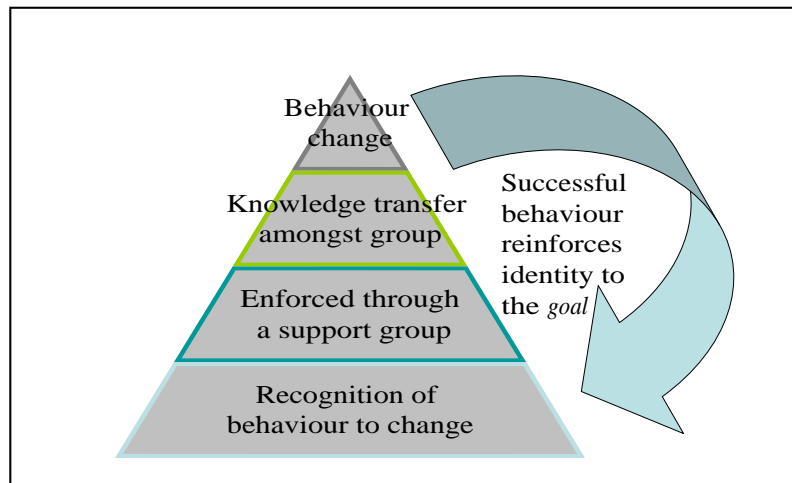 Behaviour
change
Knowledge transfer
amongst group
Enforced through
a support group
Recognition of
behaviour to change
Successful
behaviour
reinforces
identity to
the goal